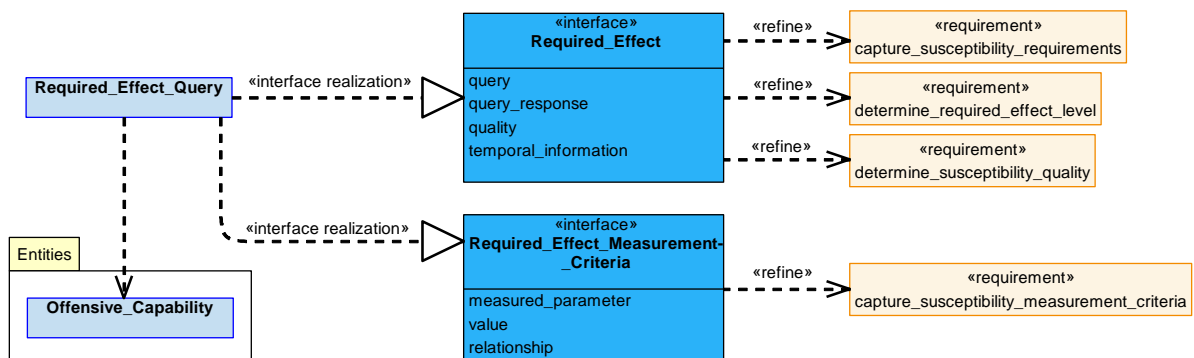 «interface»
Required_Effect
query
query_response
quality
temporal_information
«refine»
«requirement»
capture_susceptibility_requirements
«refine»
«requirement»
determine_required_effect_level
«refine»
«requirement»
determine_susceptibility_quality
Required_Effect_Query
«interface realization»
«interface realization»
«interface»
Required_Effect_Measurement-
_Criteria
measured_parameter
value
relationship
«refine»
«requirement»
capture_susceptibility_measurement_criteria
Entities
Offensive_Capability